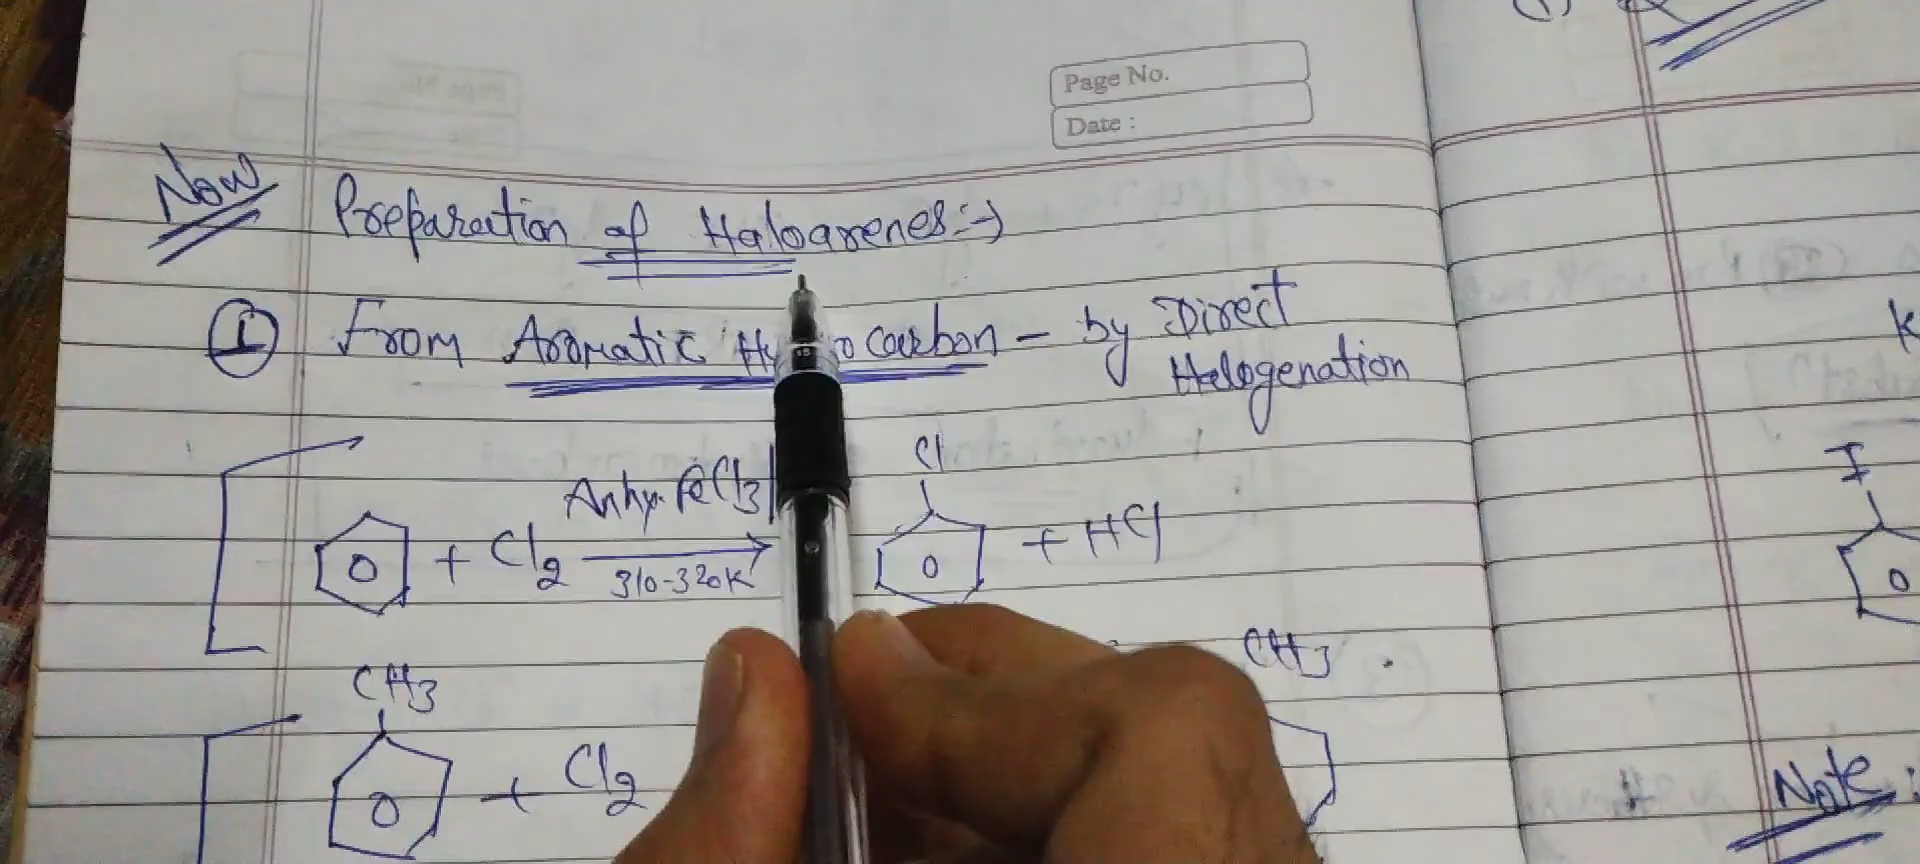 Page No.
Date :
Now Preparation of Haloarenes :→
① From Aromatic Hydrocarbon - by Direct
Halogenation
Cl
Anhy. FeCl3
+ Cl2 310-320K + HCl
CH3
CH3
+ Cl2
I
Note :